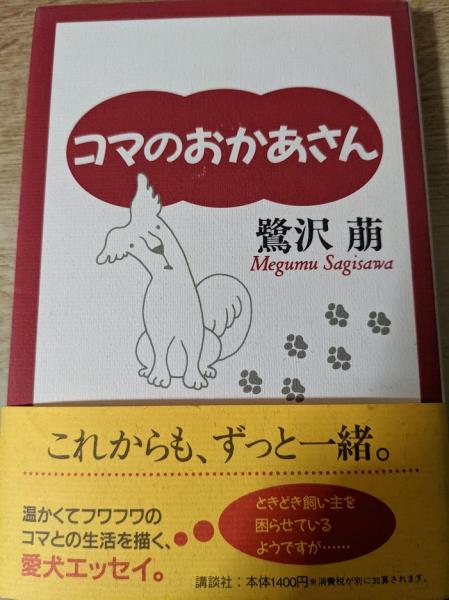 コマのおかあさん
鷺沢 萠
Megumu Sagisawa
これからも、ずっと一緒。
温かくてフワフワの
コマとの生活を描く、
愛犬エッセイ。
ときどき飼い主を
困らせている
ようですが……
講談社：本体1400円 ※消費税が別に加算されます。